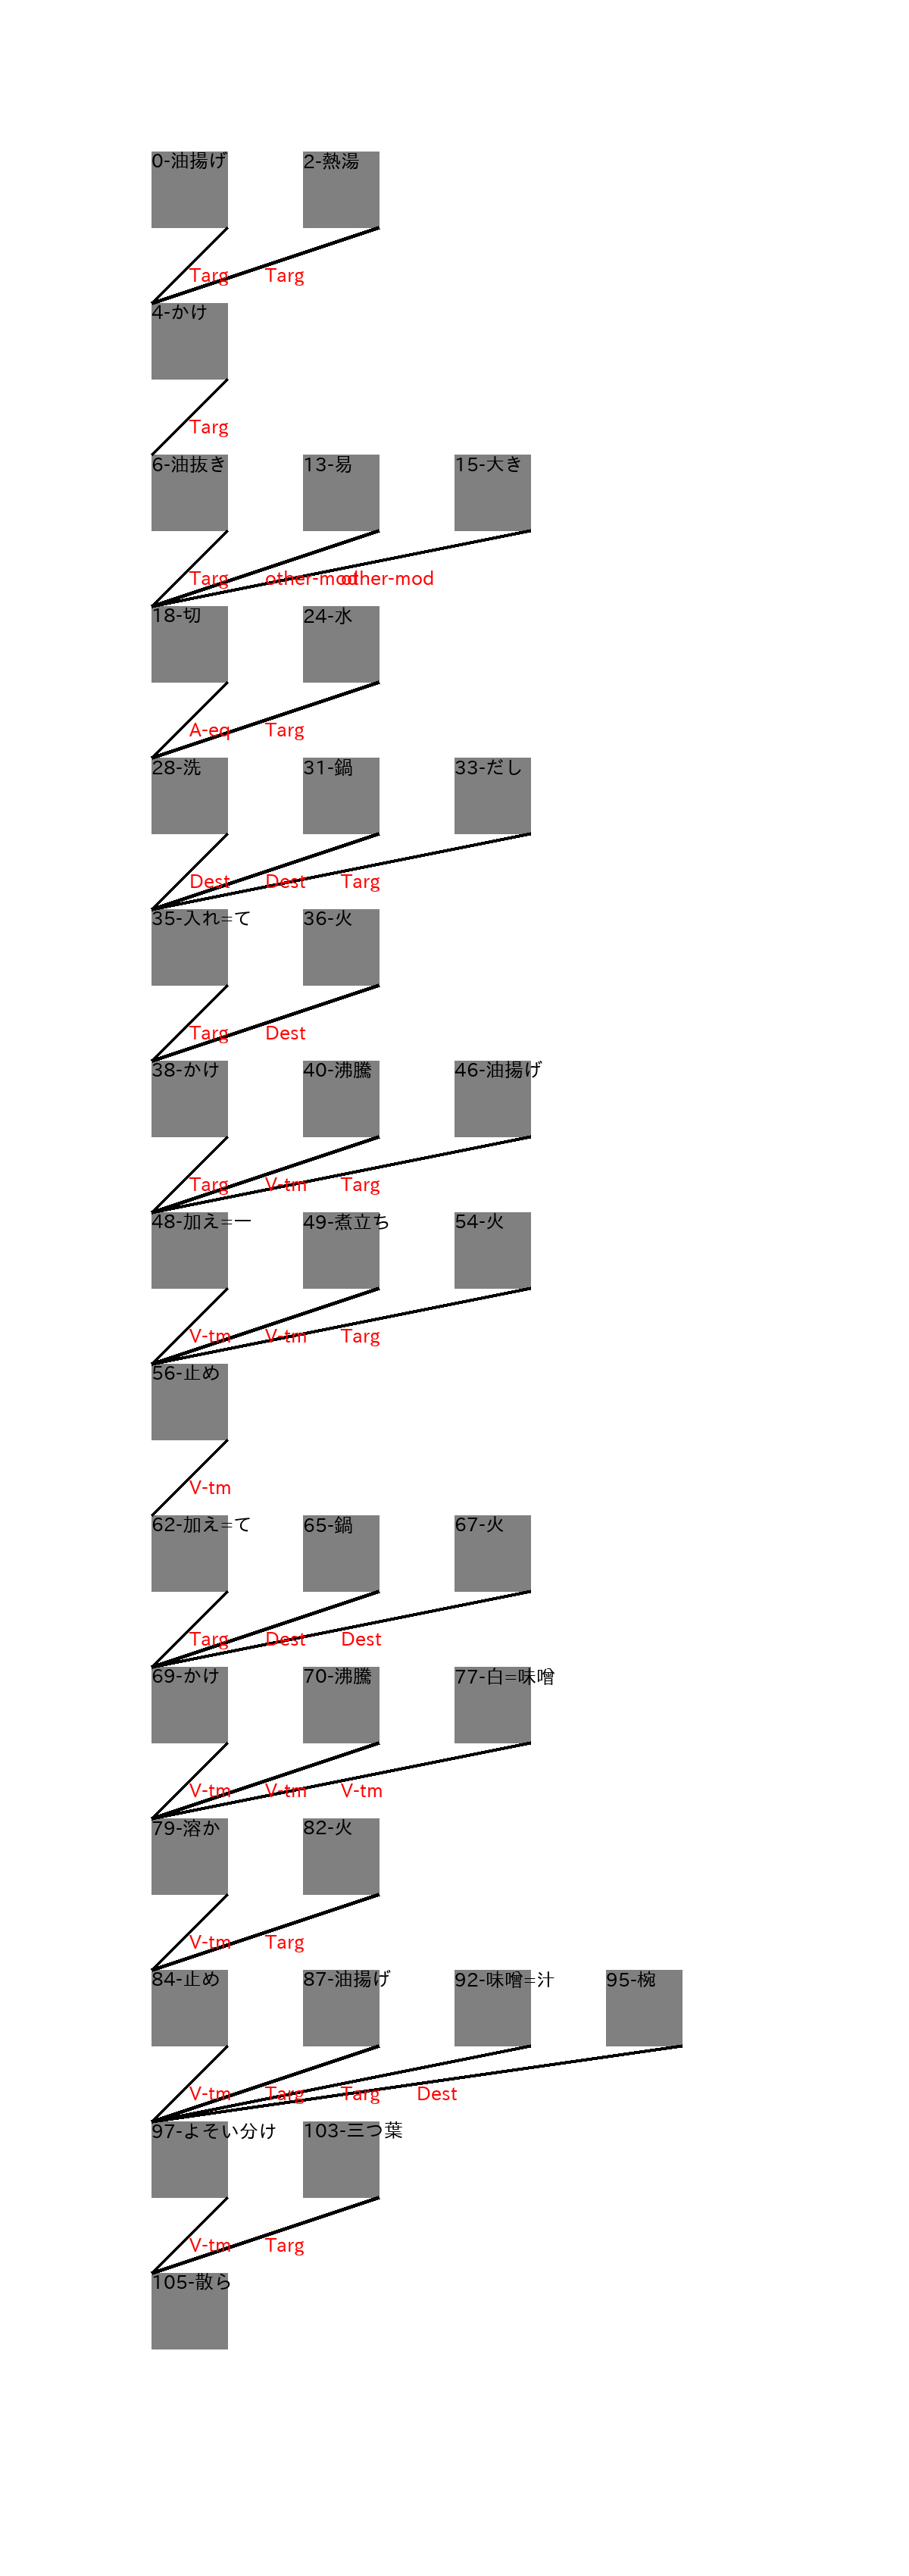 0-油揚げ 2-熱湯
Targ Targ
4-かけ
Targ
6-油抜き 13-易 15-大き
Targ other-mod other-mod
18-切 24-水
A-eq Targ
28-洗 31-鍋 33-だし
Dest Dest Targ
35-入れ=て 36-火
Targ Dest
38-かけ 40-沸騰 46-油揚げ
Targ V-tm Targ
48-加え=一 49-煮立ち 54-火
V-tm V-tm Targ
56-止め
V-tm
62-加え=て 65-鍋 67-火
Targ Dest Dest
69-かけ 70-沸騰 77-白=味噌
V-tm V-tm V-tm
79-溶か 82-火
V-tm Targ
84-止め 87-油揚げ 92-味噌=汁 95-椀
V-tm Targ Targ Dest
97-よそい分け 103-三つ葉
V-tm Targ
105-散ら